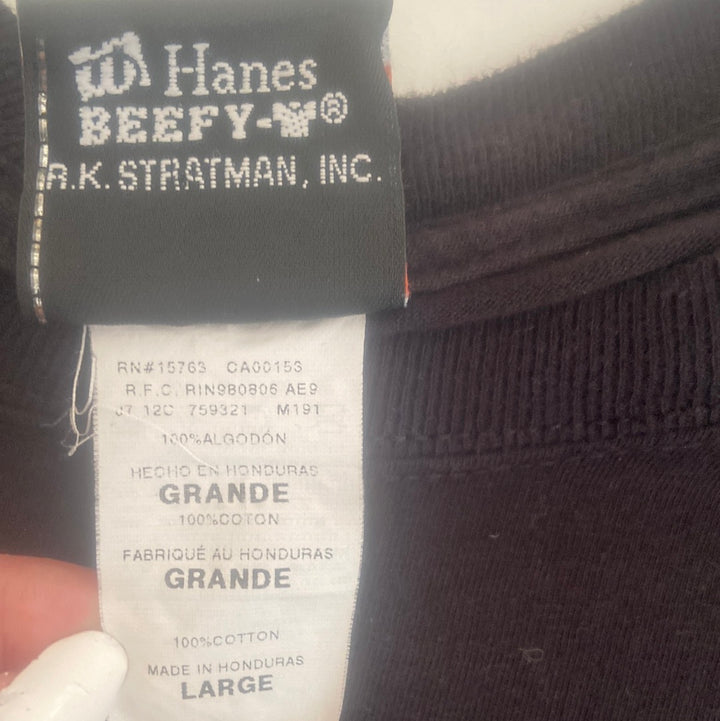 Hanes
BEEFY-T®
R.K. STRATMAN, INC.
RN#15763 CA00153
R.F.C. RIN980806 AE9
J7 12C 759321 M191
100%ALGODÓN
HECHO EN HONDURAS
GRANDE
100%COTON
FABRIQUÉ AU HONDURAS
GRANDE
100%COTTON
MADE IN HONDURAS
LARGE